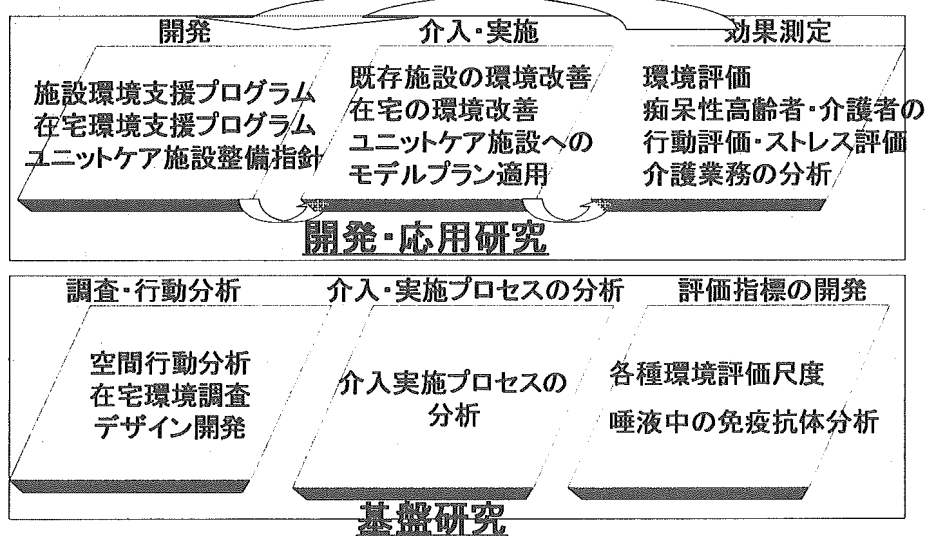 開発
介入・実施
効果測定
施設環境支援プログラム
在宅環境支援プログラム
ユニットケア施設整備指針
既存施設の環境改善
在宅の環境改善
ユニットケア施設への
モデルプラン適用
環境評価
痴呆性高齢者・介護者の
行動評価・ストレス評価
介護業務の分析
開発・応用研究
調査・行動分析
介入・実施プロセスの分析
評価指標の開発
空間行動分析
在宅環境調査
デザイン開発
介入実施プロセスの
分析
各種環境評価尺度
唾液中の免疫抗体分析
基盤研究